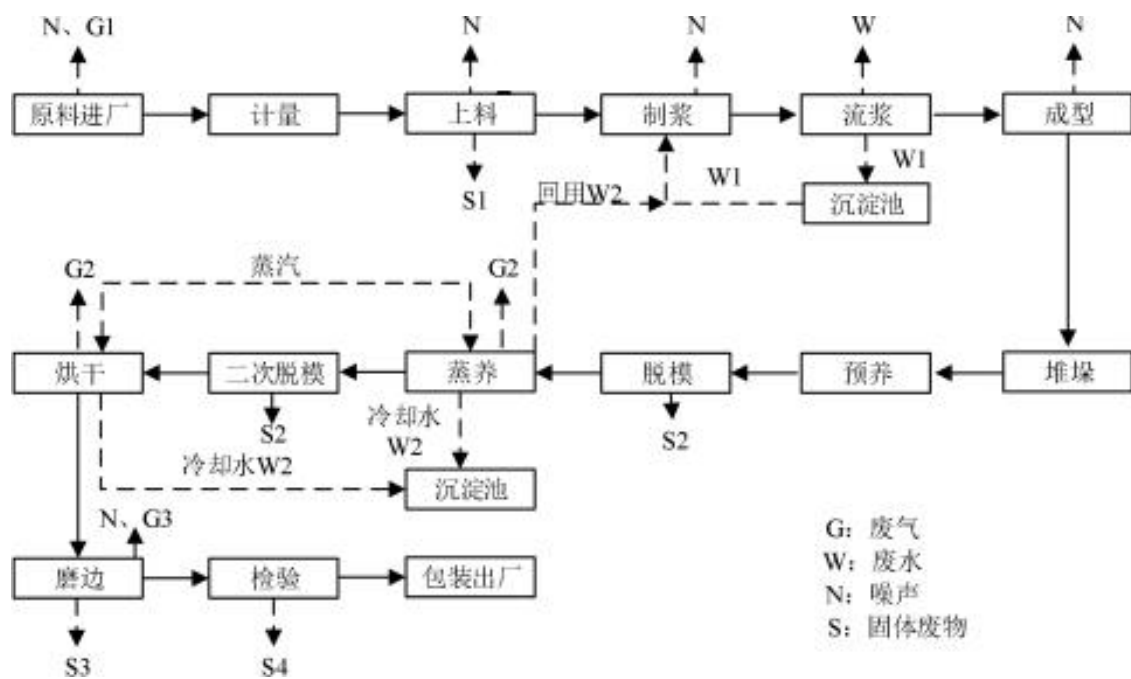 N、G1
N
N
W
N
原料进厂
计量
上料
制浆
流浆
成型
S1
回用W2
W1
W1
沉淀池
G2
蒸汽
G2
烘干
二次脱模
蒸养
脱模
预养
堆垛
S2
冷却水
W2
S2
冷却水W2
沉淀池
N、G3
磨边
检验
包装出厂
S3
S4
G：废气
W：废水
N：噪声
S：固体废物